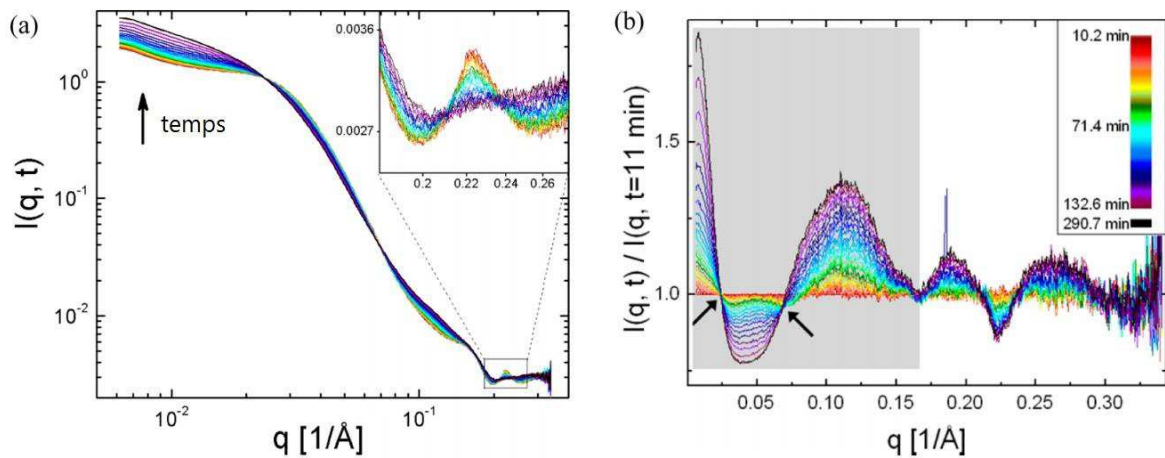 (a)
I(q, t)
10⁰
10⁻¹
10⁻²
temps
0.0036
0.0027
0.2 0.22 0.24 0.26
10⁻² 10⁻¹
q [1/Å]
(b)
I(q, t) / I(q, t=11 min)
1.5
1.0
10.2 min
71.4 min
132.6 min
290.7 min
0.05 0.10 0.15 0.20 0.25 0.30
q [1/Å]